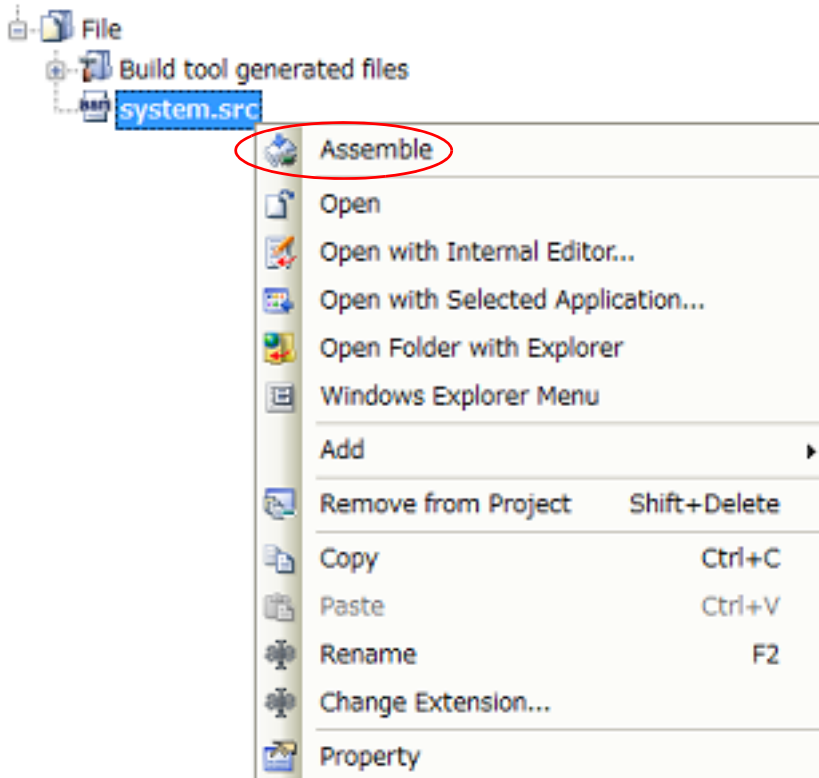 File
Build tool generated files
system.src
Assemble
Open
Open with Internal Editor...
Open with Selected Application...
Open Folder with Explorer
Windows Explorer Menu
Add
Remove from Project Shift+Delete
Copy Ctrl+C
Paste Ctrl+V
Rename F2
Change Extension...
Property